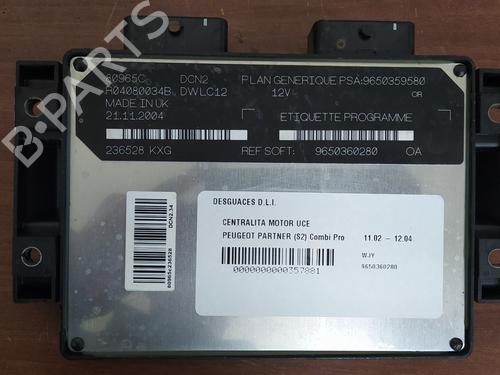 80965C DCN2 PLAN GENERIQUE PSA:9650359580
R04080034B DWLC12 12V OR
MADE IN UK
21.11.2004 ETIQUETTE PROGRAMME
236528 KXG REF SOFT: 9650360280 OA
DCN2.34
80965c236528
DESGUACES D.L.I.
CENTRALITA MOTOR UCE
PEUGEOT PARTNER (S2) Combi Pro 11.02 – 12.04
WJY
0000000000357881
9650360280
B-PARTS